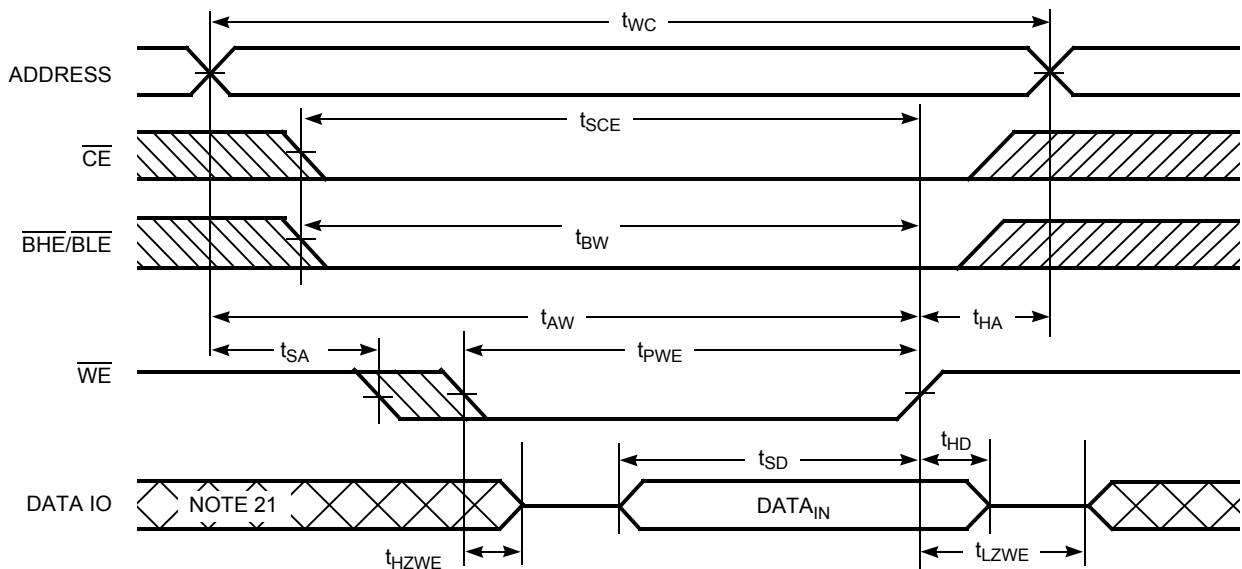 tWC
ADDRESS
tSCE
CE
BHE/BLE
tBW
tAW
tHA
tSA
tPWE
WE
tSD
tHD
DATA IO
NOTE 21
DATAIN
tHZWE
tLZWE